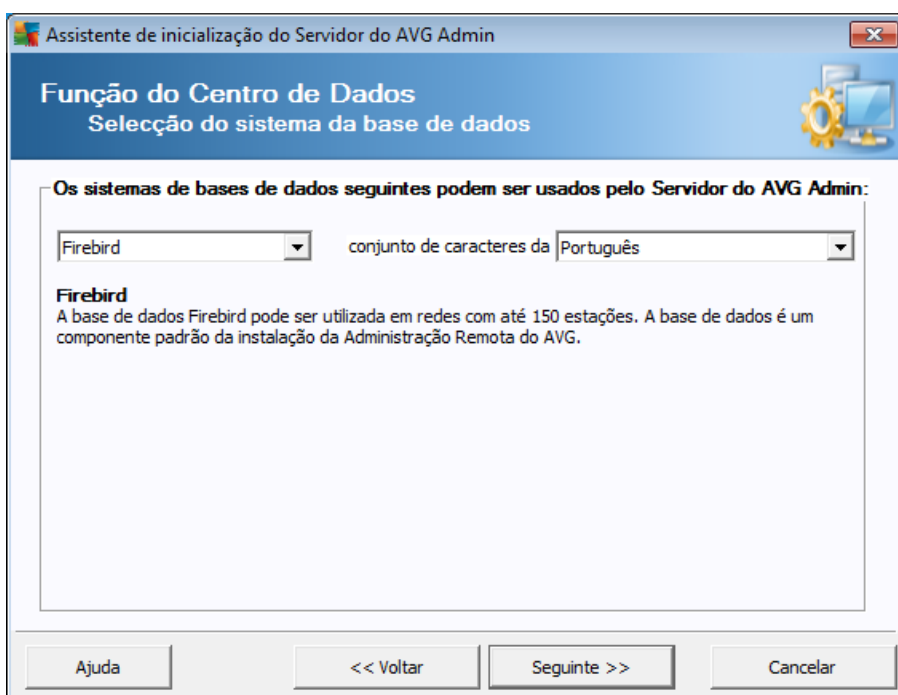 Assistente de inicialização do Servidor do AVG Admin
Função do Centro de Dados
Selecção do sistema da base de dados
Os sistemas de bases de dados seguintes podem ser usados pelo Servidor do AVG Admin:
Firebird conjunto de caracteres da Português
Firebird
A base de dados Firebird pode ser utilizada em redes com até 150 estações. A base de dados é um
componente padrão da instalação da Administração Remota do AVG.
Ajuda << Voltar Seguinte >> Cancelar